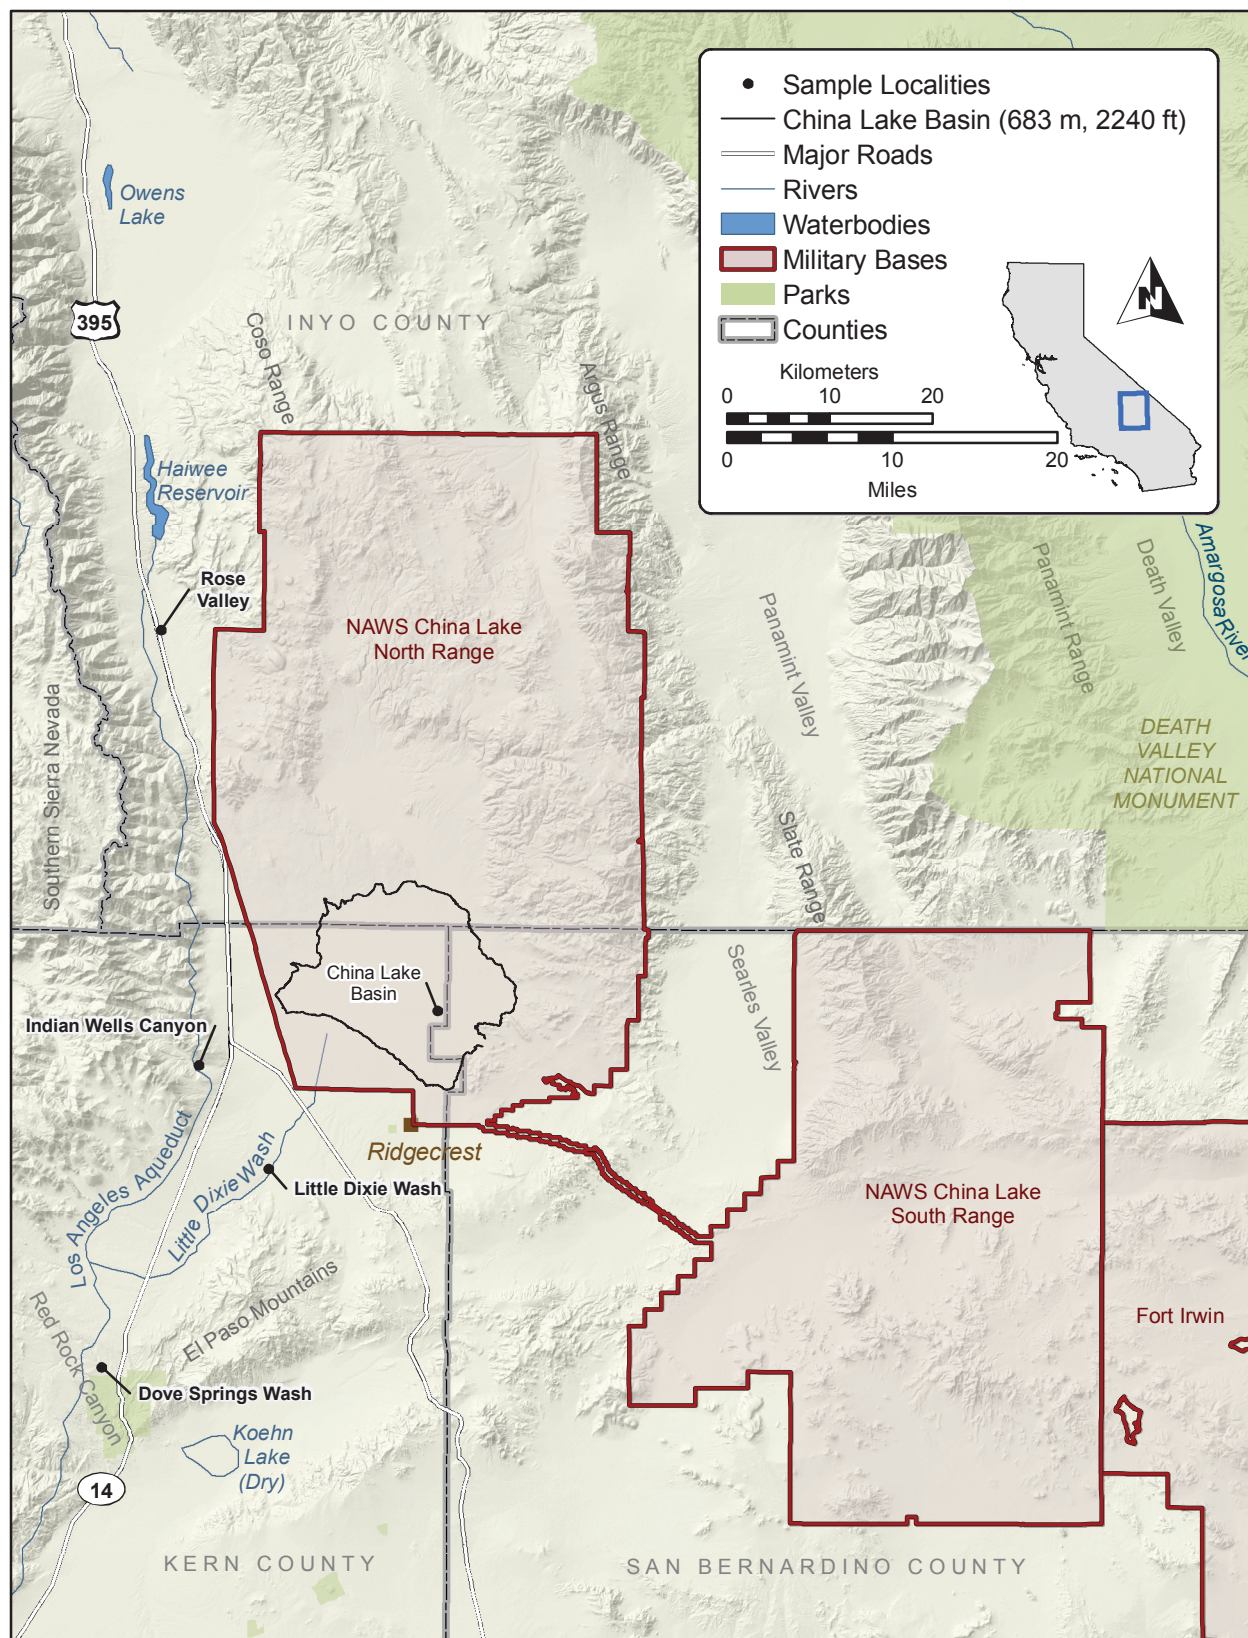 Sample Localities
China Lake Basin (683 m, 2240 ft)
Major Roads
Rivers
Waterbodies
Military Bases
Parks
Counties
N
Kilometers
0 10 20
0 10 20
Miles
Owens
Lake
395
INYO COUNTY
Coso Range
Argus Range
Haiwee
Reservoir
Rose
Valley
NAWS China Lake
North Range
Panamint Valley
Panamint Range
Death Valley
Amargosa River
DEATH
VALLEY
NATIONAL
MONUMENT
Southern Sierra Nevada
Slate Range
China Lake
Basin
Searles Valley
Indian Wells Canyon
Los Angeles Aqueduct
Little Dixie Wash
Ridgecrest
Little Dixie Wash
NAWS China Lake
South Range
El Paso Mountains
Red Rock Canyon
Fort Irwin
Dove Springs Wash
Koehn
Lake
(Dry)
14
KERN COUNTY
SAN BERNARDINO COUNTY